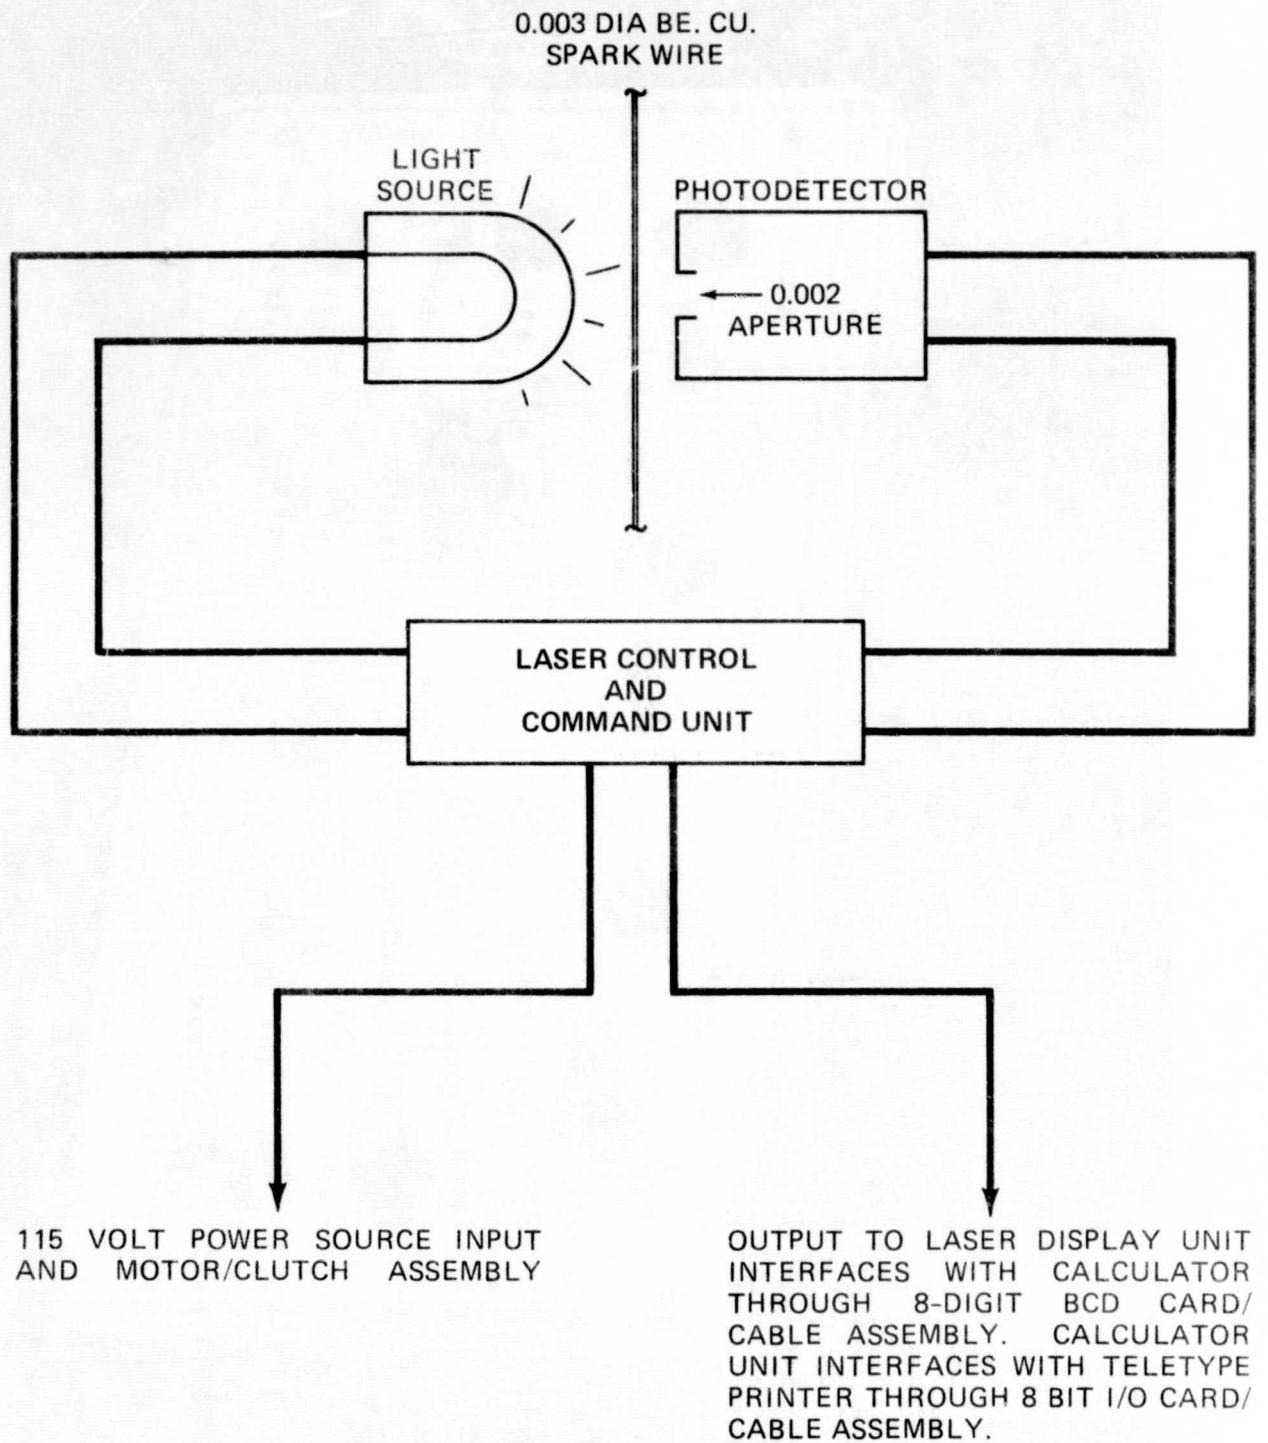 0.003 DIA BE. CU.
SPARK WIRE
LIGHT
SOURCE
PHOTODETECTOR
0.002
APERTURE
LASER CONTROL
AND
COMMAND UNIT
115 VOLT POWER SOURCE INPUT
AND MOTOR/CLUTCH ASSEMBLY
OUTPUT TO LASER DISPLAY UNIT
INTERFACES WITH CALCULATOR
THROUGH 8-DIGIT BCD CARD/
CABLE ASSEMBLY. CALCULATOR
UNIT INTERFACES WITH TELETYPE
PRINTER THROUGH 8 BIT I/O CARD/
CABLE ASSEMBLY.